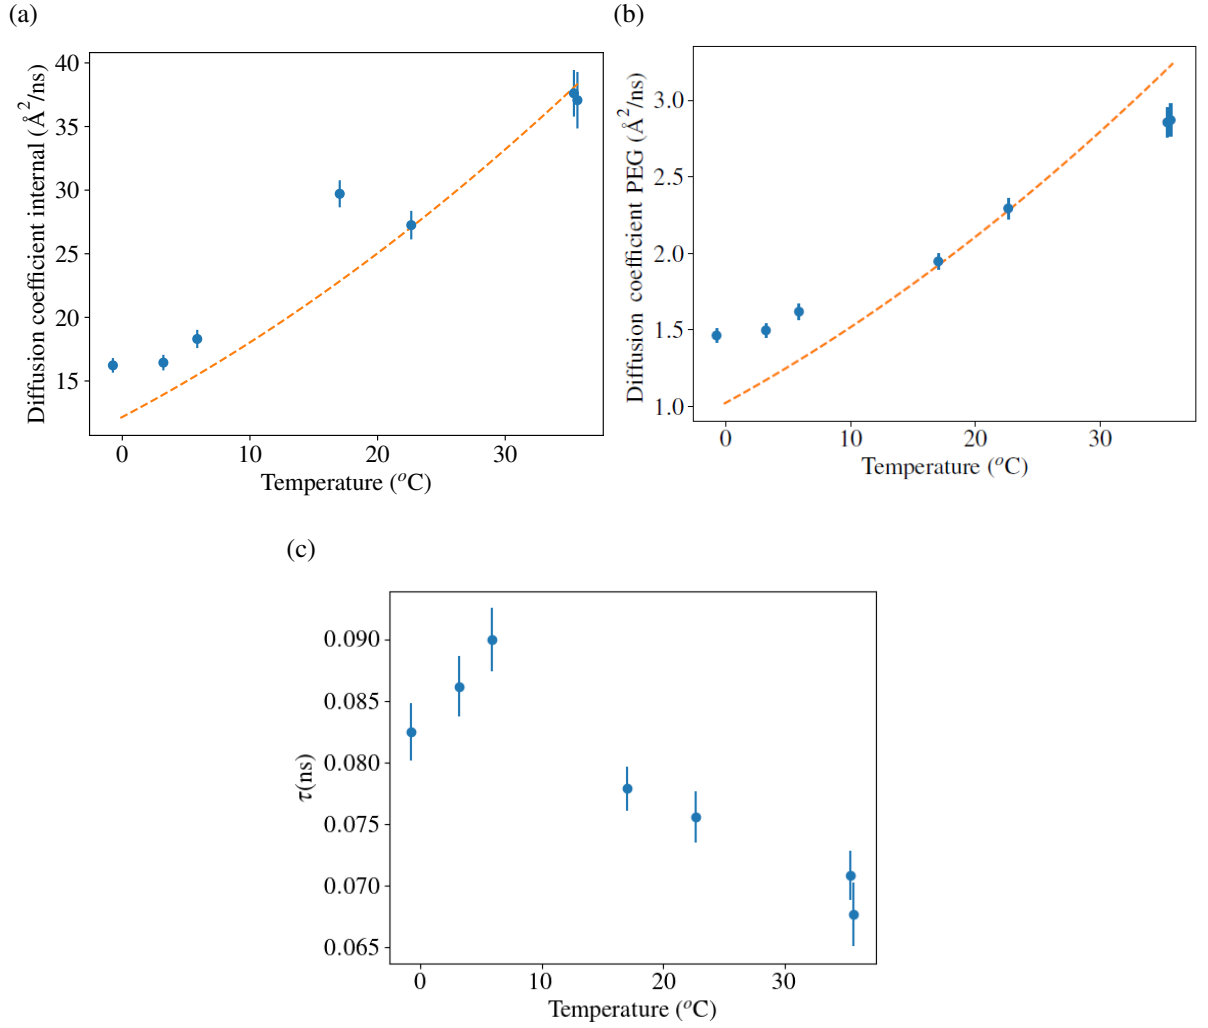 (a)
Diffusion coefficient internal (Å²/ns)
40
35
30
25
20
15
0 10 20 30
Temperature (°C)
(b)
Diffusion coefficient PEG (Å²/ns)
3.0
2.5
2.0
1.5
1.0
0 10 20 30
Temperature (°C)
(c)
τ(ns)
0.090
0.085
0.080
0.075
0.070
0.065
0 10 20 30
Temperature (°C)